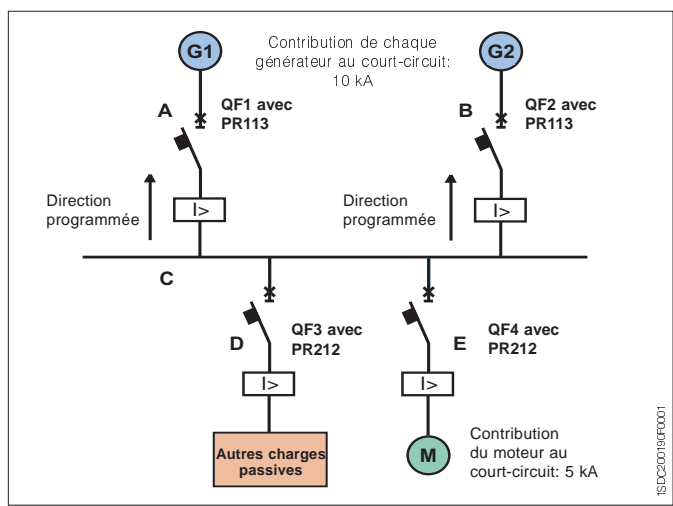 G1
Contribution de chaque
générateur au court-circuit:
10 kA
G2
A
QF1 avec
PR113
B
QF2 avec
PR113
Direction
programmée
I>
Direction
programmée
I>
C
D
QF3 avec
PR212
E
QF4 avec
PR212
I>
I>
Autres charges
passives
M
Contribution
du moteur au
court-circuit: 5 kA
1SDC200190F0001